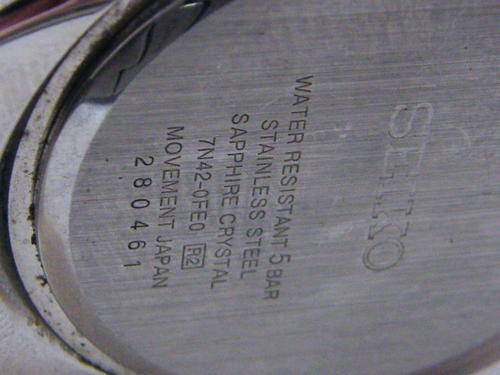 SEIKO
WATER RESISTANT 5 BAR
STAINLESS STEEL
SAPPHIRE CRYSTAL
7N42-0FE0 R2
MOVEMENT JAPAN
280461